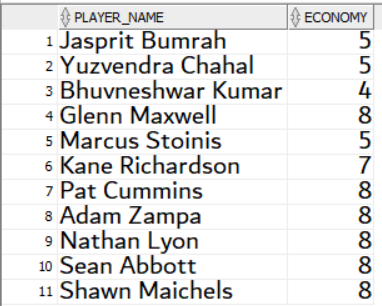 PLAYER_NAME ECONOMY
1 Jasprit Bumrah 5
2 Yuzvendra Chahal 5
3 Bhuvneshwar Kumar 4
4 Glenn Maxwell 8
5 Marcus Stoinis 5
6 Kane Richardson 7
7 Pat Cummins 8
8 Adam Zampa 8
9 Nathan Lyon 8
10 Sean Abbott 8
11 Shawn Maichels 8